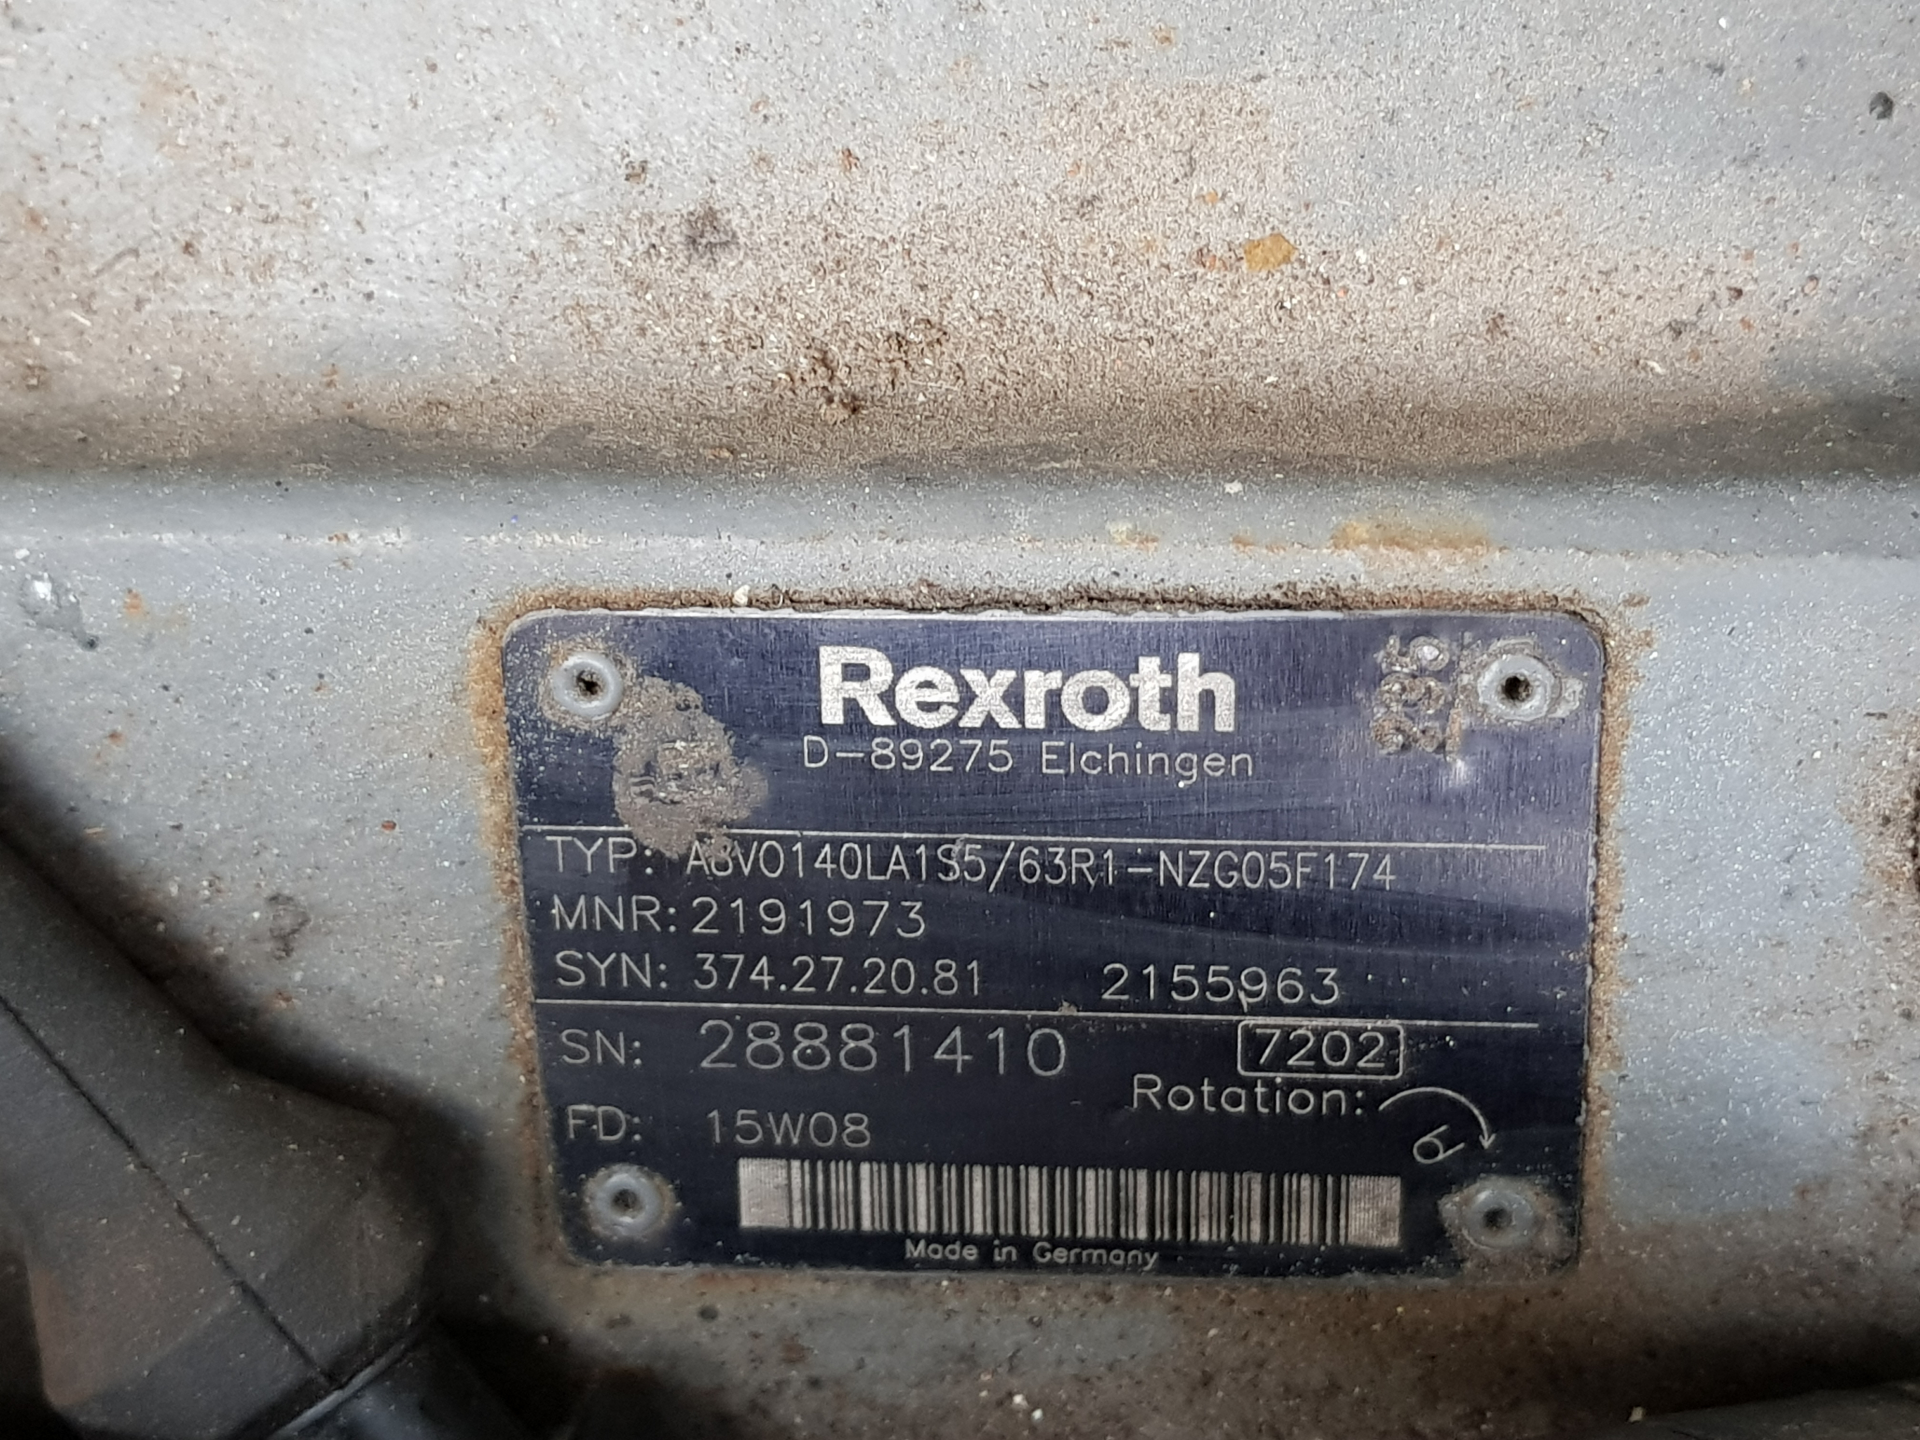 Rexroth
D-89275 Elchingen
TYP: A8VO140LA1S5/63R1-NZG05F174
MNR: 2191973
SYN: 374.27.20.81 2155963
SN: 28881410 7202
Rotation:
FD: 15W08
Made in Germany